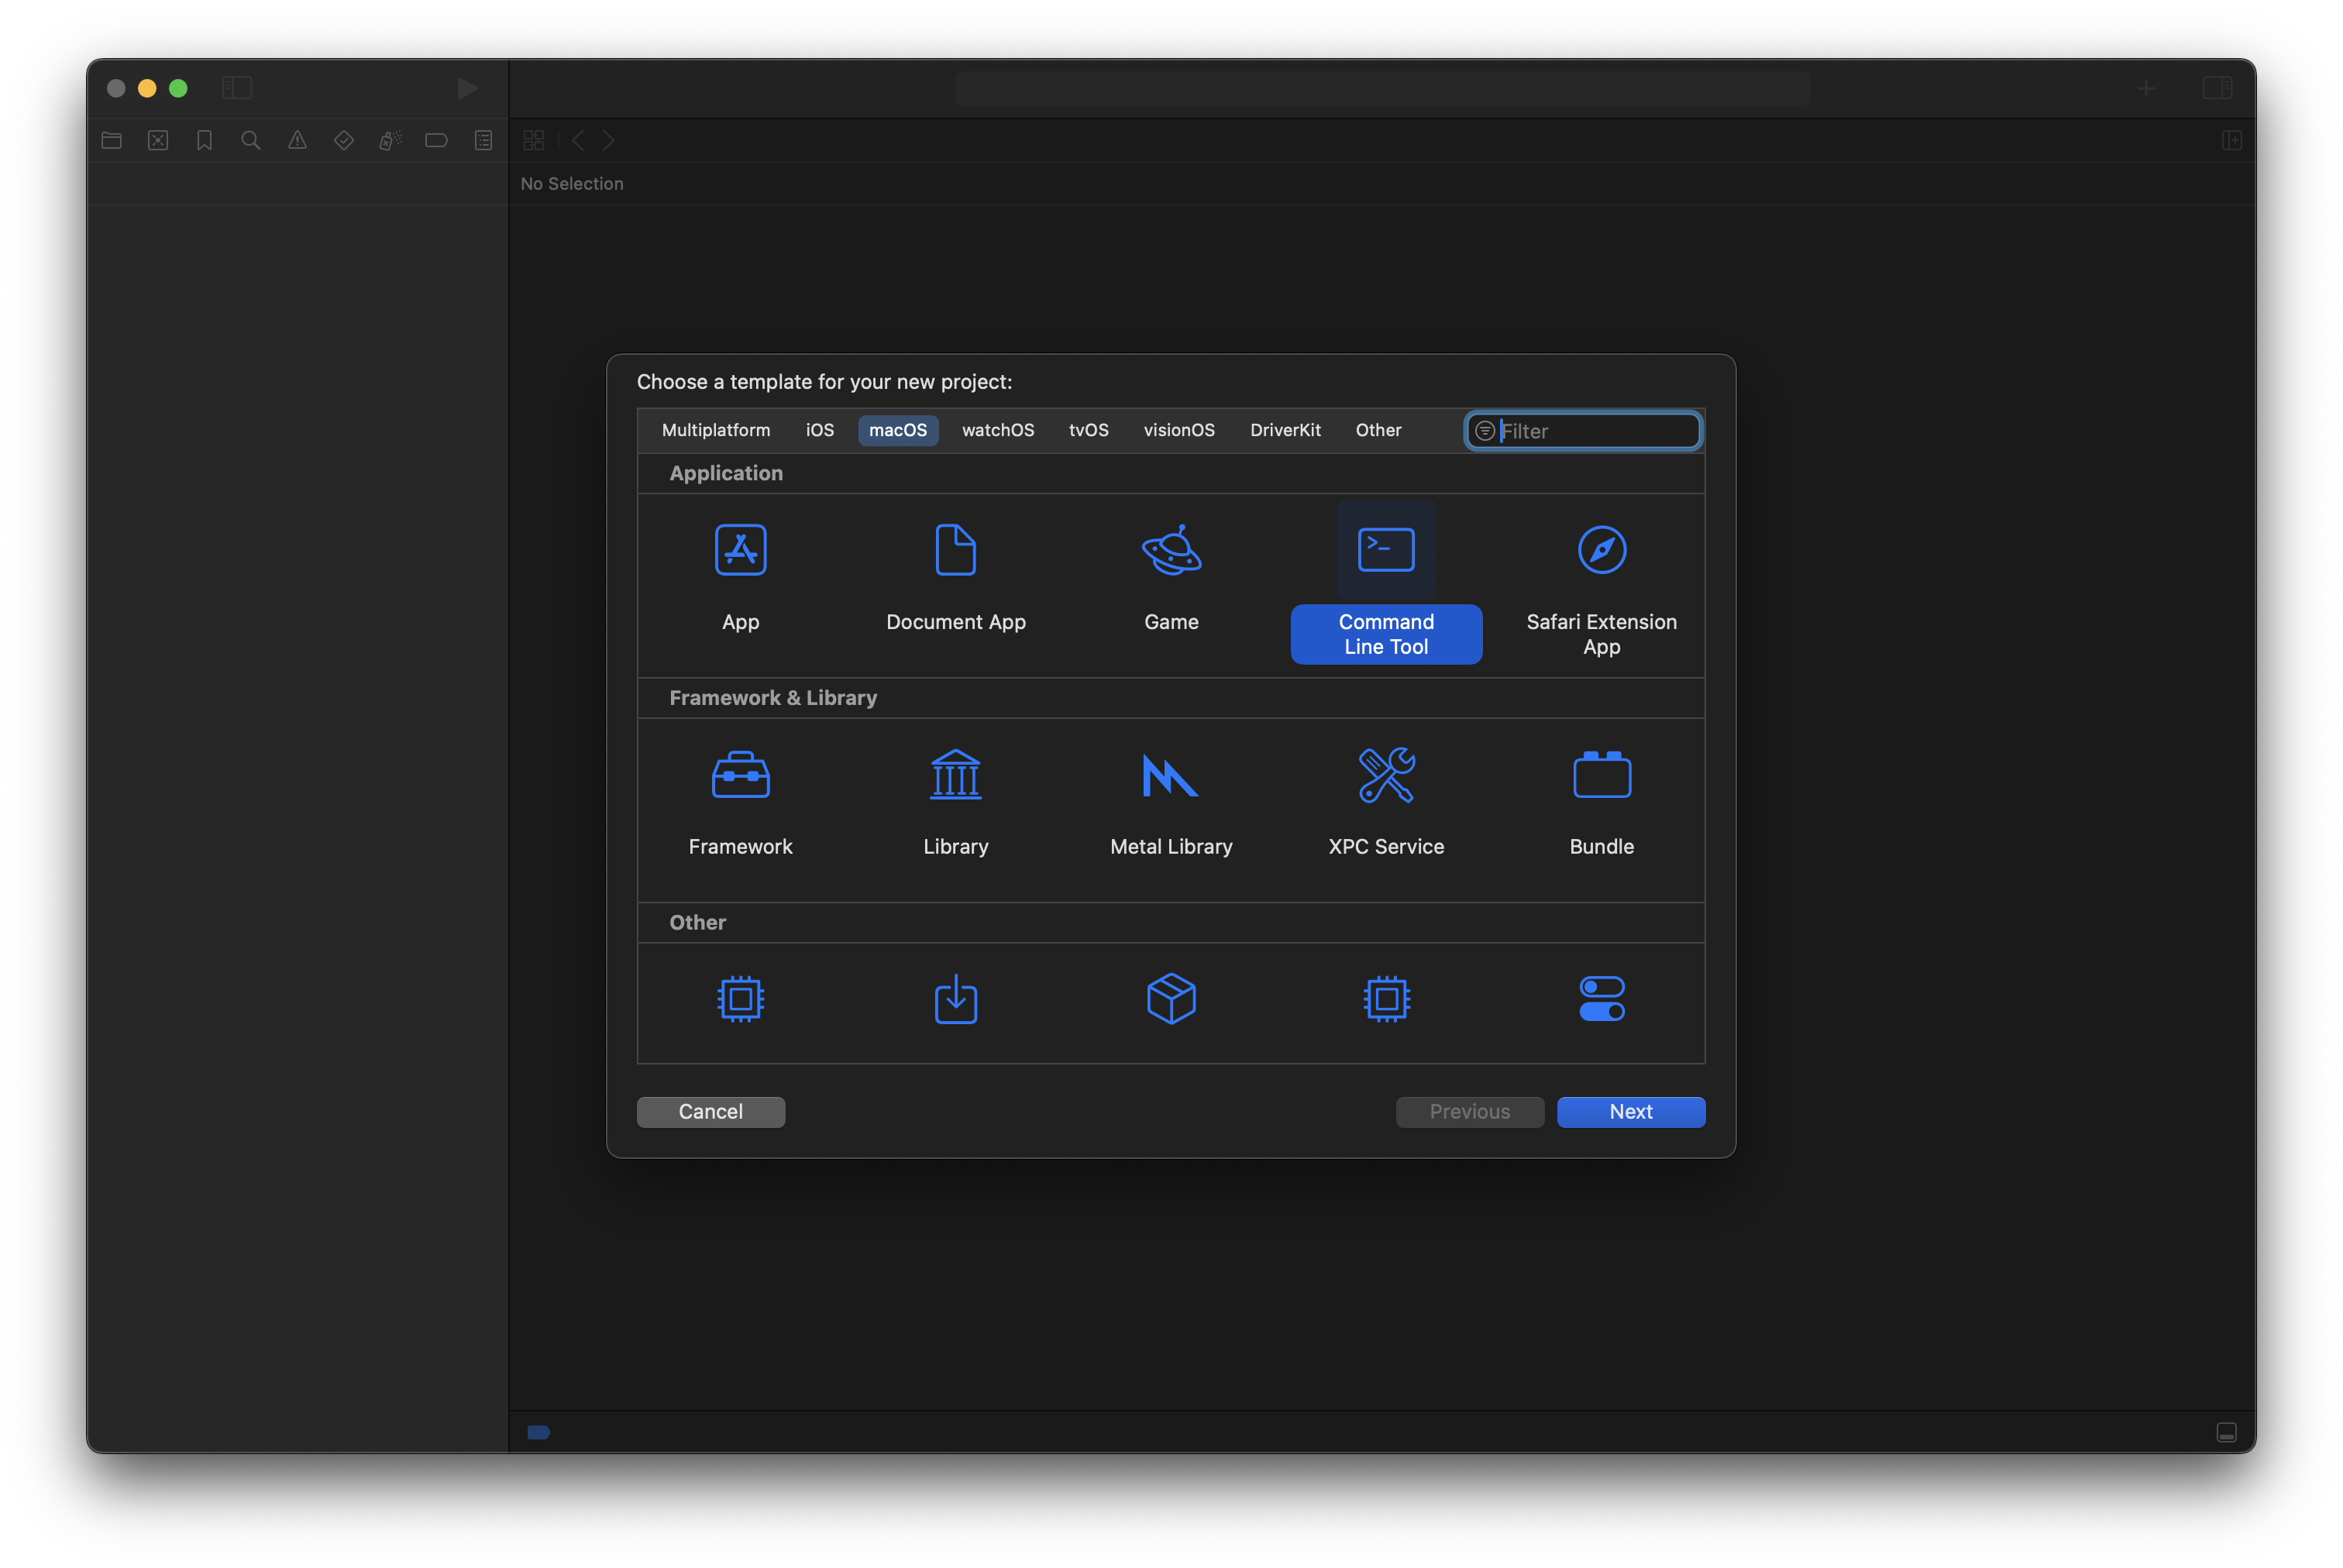 No Selection
Choose a template for your new project:
Multiplatform iOS macOS watchOS tvOS visionOS DriverKit Other Filter
Application
App Document App Game Command Line Tool Safari Extension App
Framework & Library
Framework Library Metal Library XPC Service Bundle
Other
Cancel Previous Next